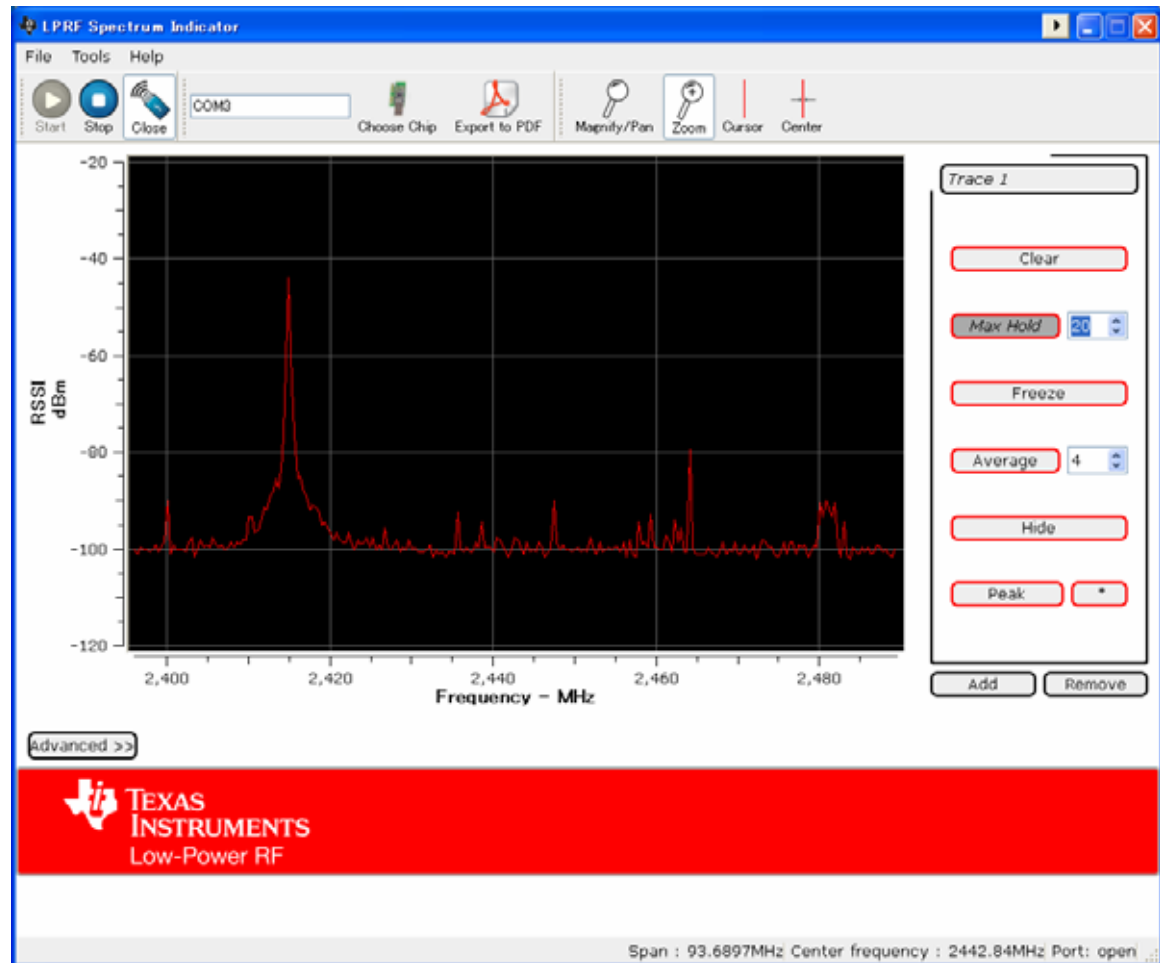 LPRF Spectrum Indicator
File Tools Help
Start Stop Close COM3 Choose Chip Export to PDF Magnify/Pan Zoom Cursor Center
-20
-40
-60
-80
-100
-120
RSSI
dBm
2,400 2,420 2,440 2,460 2,480
Frequency - MHz
Trace 1
Clear
Max Hold 20
Freeze
Average 4
Hide
Peak *
Add Remove
Advanced >>
TEXAS
INSTRUMENTS
Low-Power RF
Span : 93.6897MHz Center frequency : 2442.84MHz Port: open